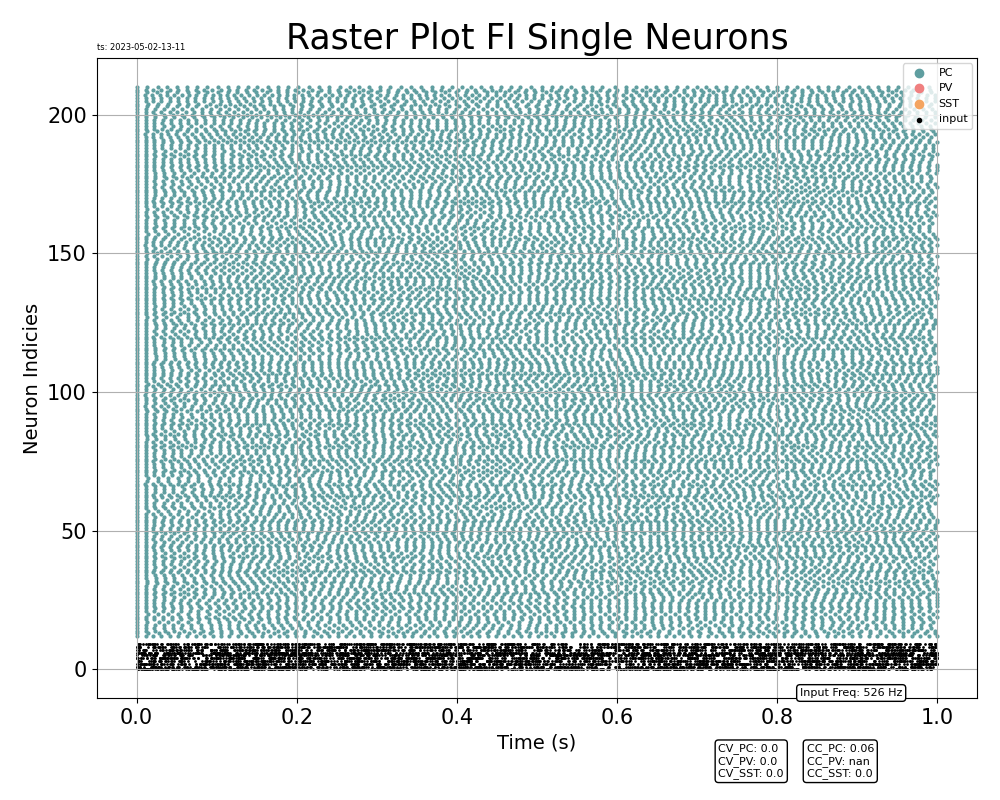 Raster Plot FI Single Neurons
ts: 2023-05-02-13-11
PC
PV
SST
input
200
150
100
50
0
Neuron Indicies
0.0 0.2 0.4 0.6 0.8 1.0
Time (s)
Input Freq: 526 Hz
CV_PC: 0.0
CV_PV: 0.0
CV_SST: 0.0
CC_PC: 0.06
CC_PV: nan
CC_SST: 0.0